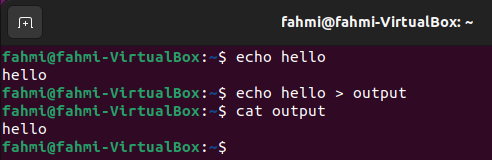 fahmi@fahmi-VirtualBox: ~
fahmi@fahmi-VirtualBox:~$ echo hello
hello
fahmi@fahmi-VirtualBox:~$ echo hello > output
fahmi@fahmi-VirtualBox:~$ cat output
hello
fahmi@fahmi-VirtualBox:~$